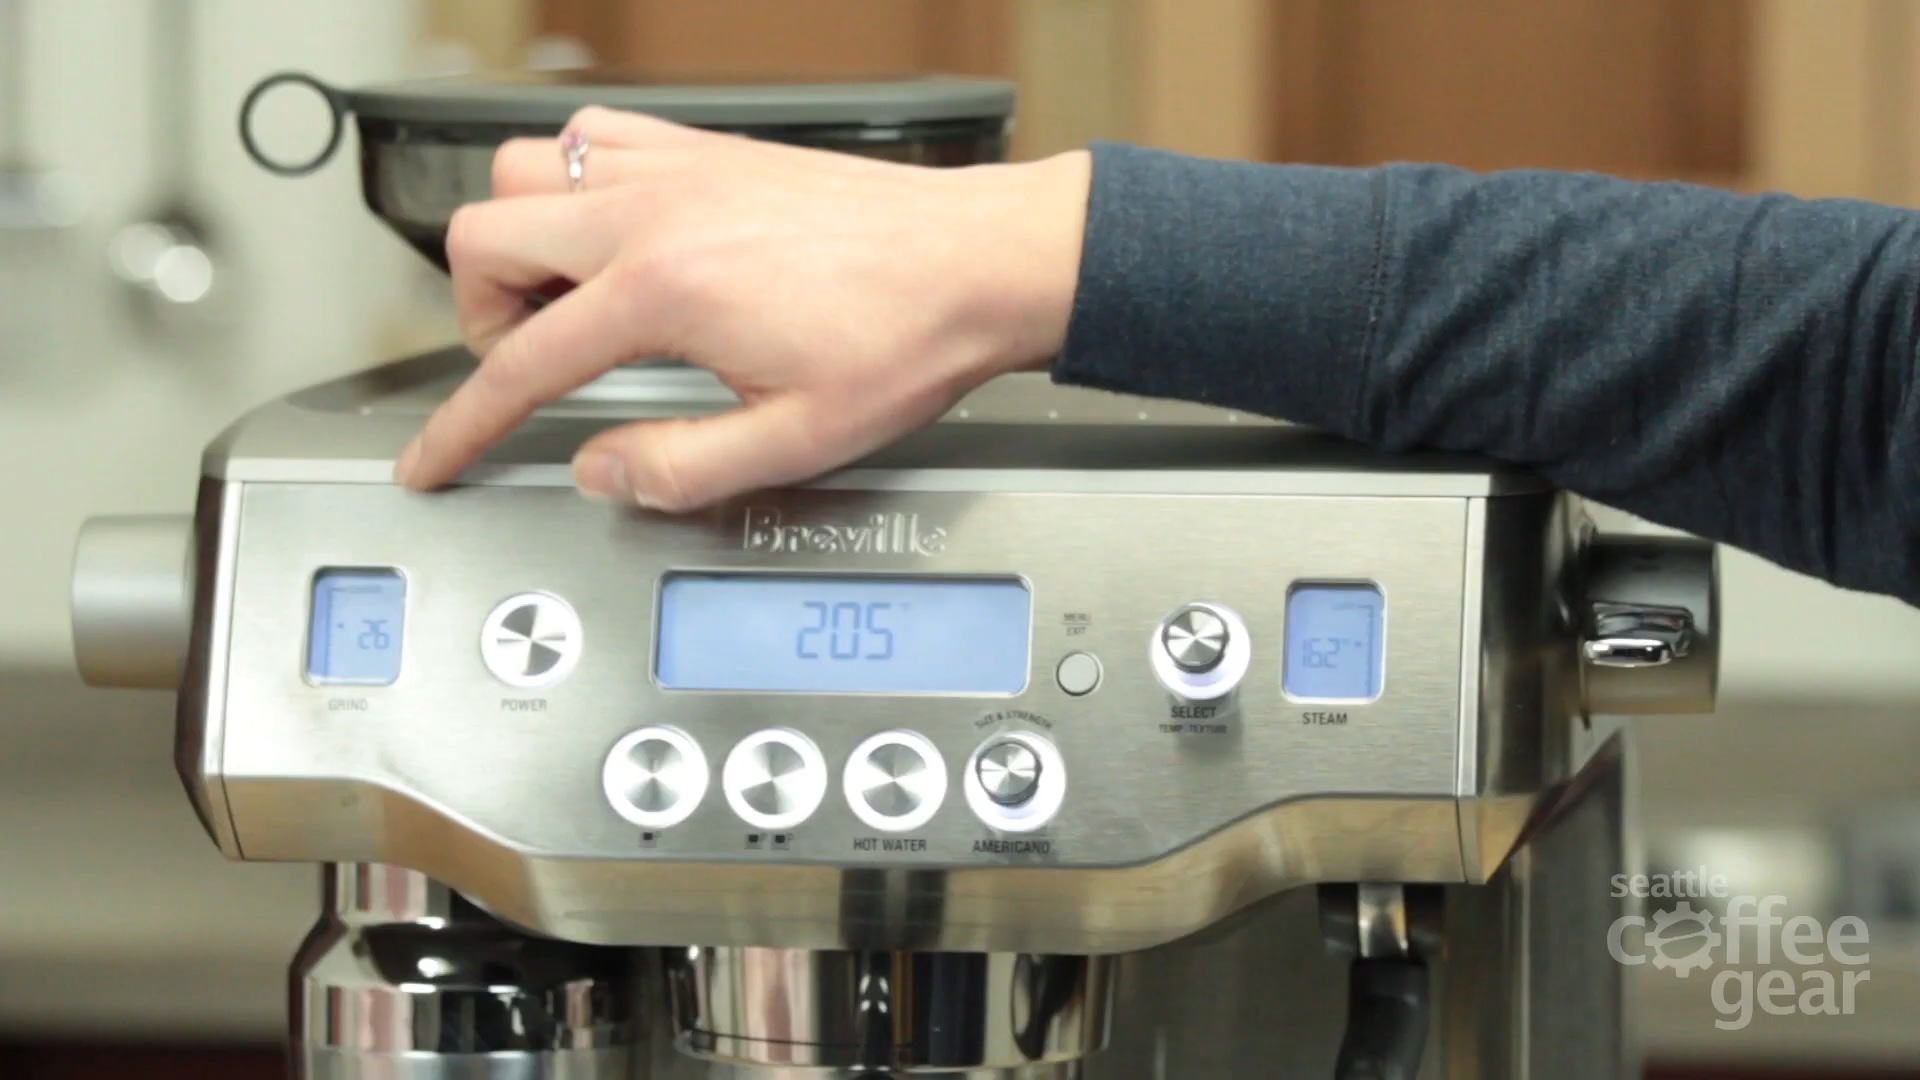 Breville
26
205°F
162°F
MENU
EXIT
GRIND
POWER
SIZE & STRENGTH
SELECT
TEMP TEXTURE
STEAM
HOT WATER
AMERICANO
seattle
coffee
gear